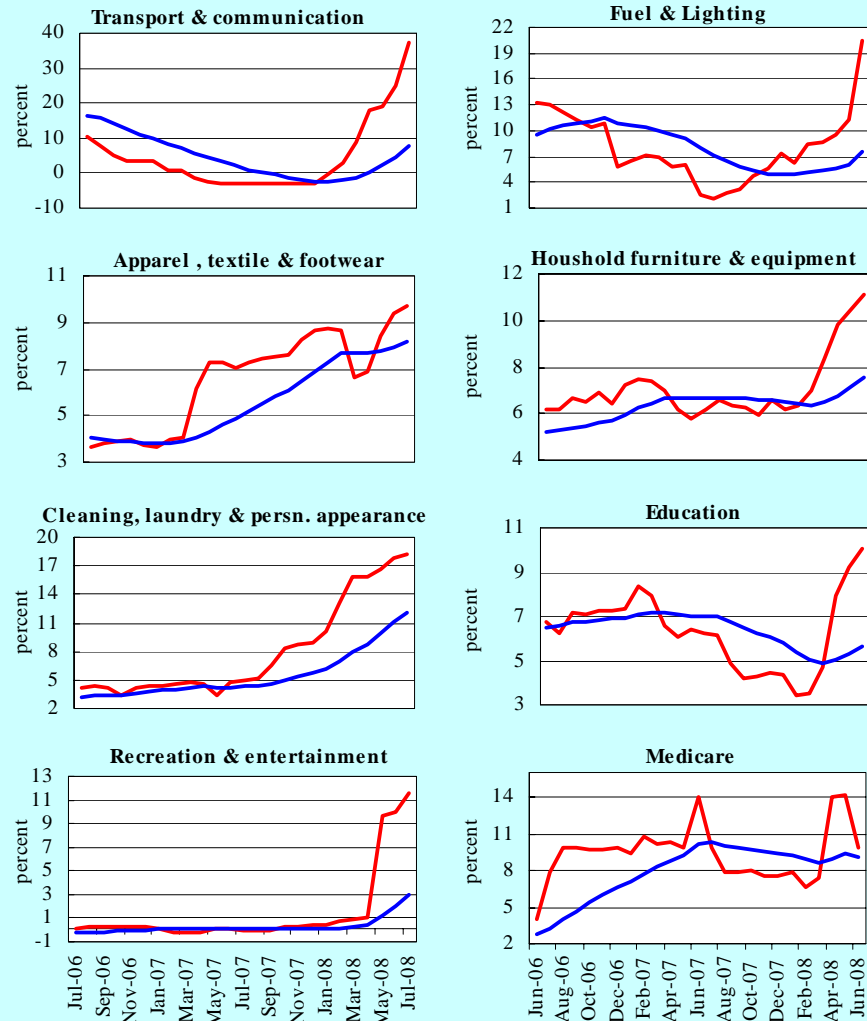 Transport & communication
percent
40
30
20
10
0
-10
Fuel & Lighting
percent
22
19
16
13
10
7
4
1
Apparel , textile & footwear
percent
11
9
7
5
3
Houshold furniture & equipment
percent
12
10
8
6
4
Cleaning, laundry & persn. appearance
percent
20
17
14
11
8
5
2
Education
percent
11
9
7
5
3
Recreation & entertainment
percent
13
11
9
7
5
3
1
-1
Jul-06
Sep-06
Nov-06
Jan-07
Mar-07
May-07
Jul-07
Nov-07
Jan-08
Mar-08
May-08
Jul-08
Medicare
percent
14
11
8
5
2
Jun-06
Aug-06
Oct-06
Dec-06
Feb-07
Apr-07
Jun-07
Aug-07
Oct-07
Dec-07
Feb-08
Apr-08
Jun-08